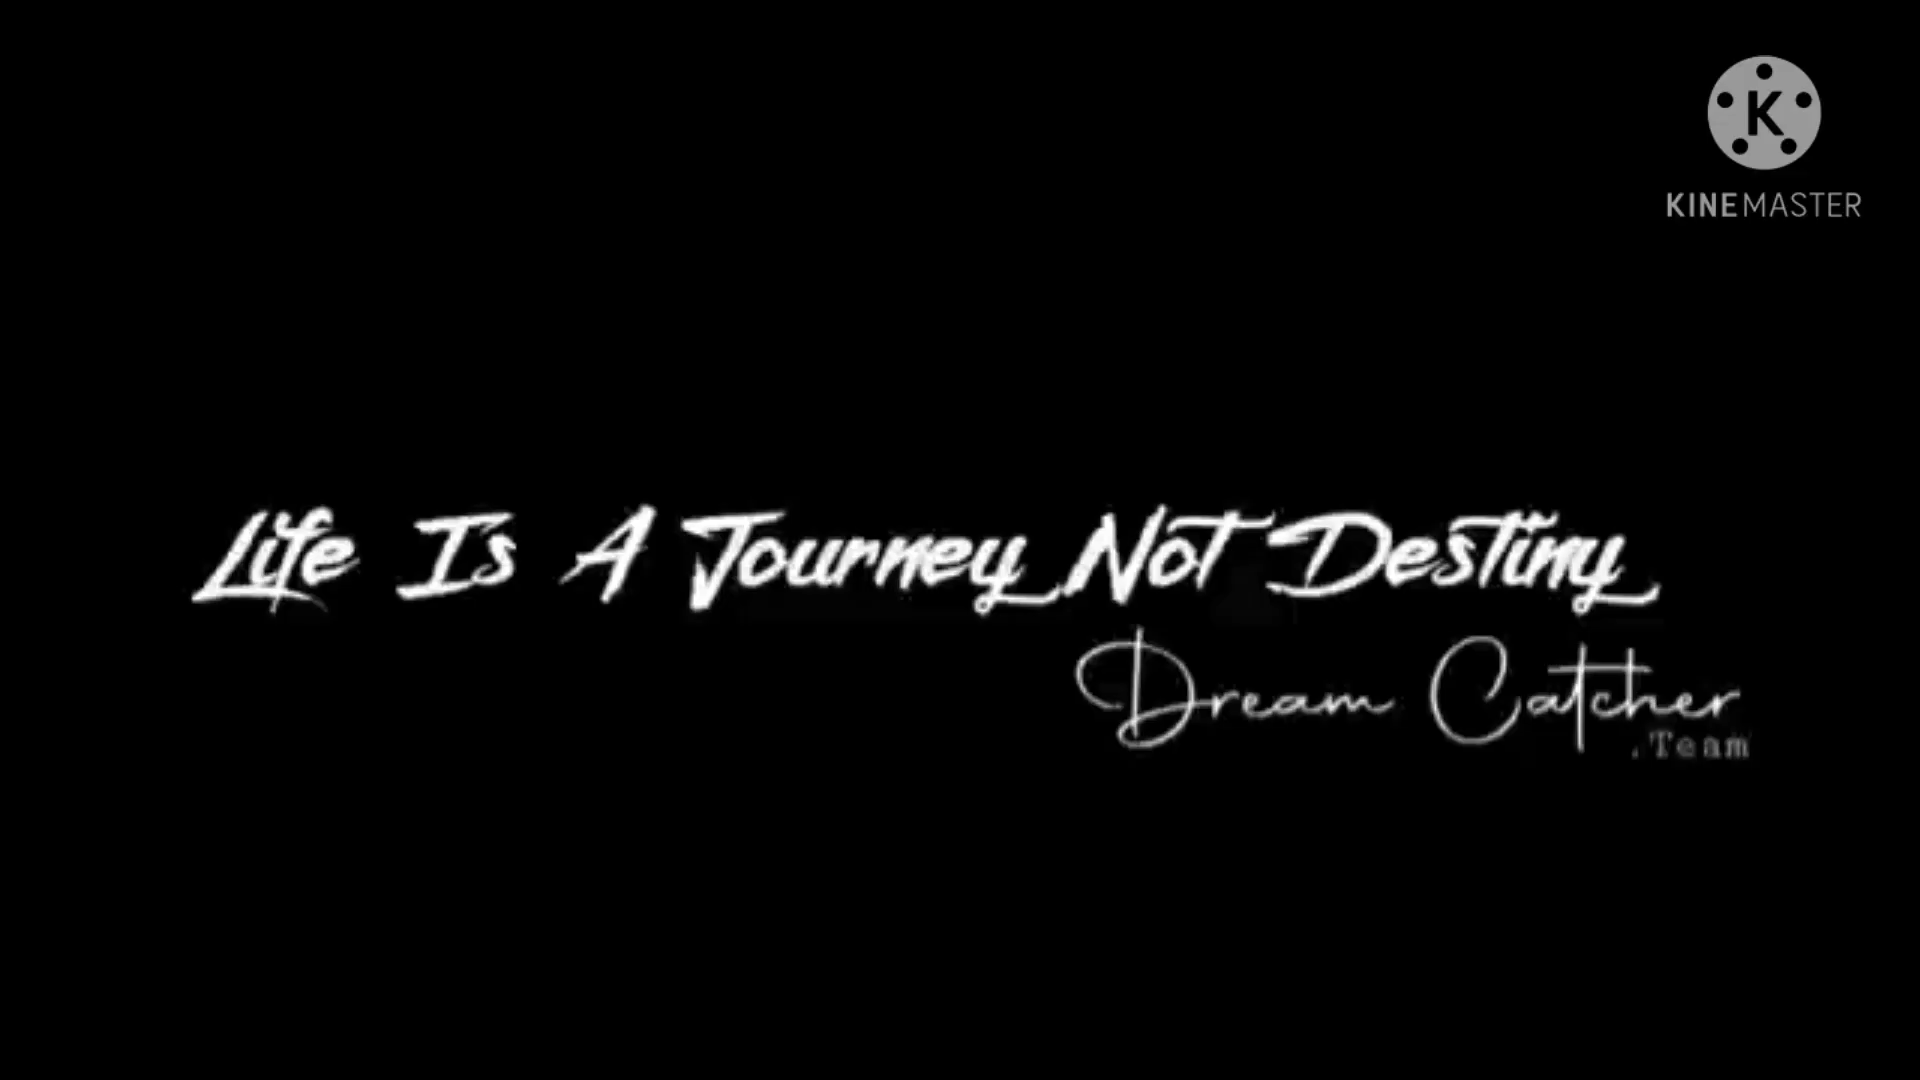 K
KINEMASTER
Life Is A Journey Not Destiny
Dream Catcher
.Team